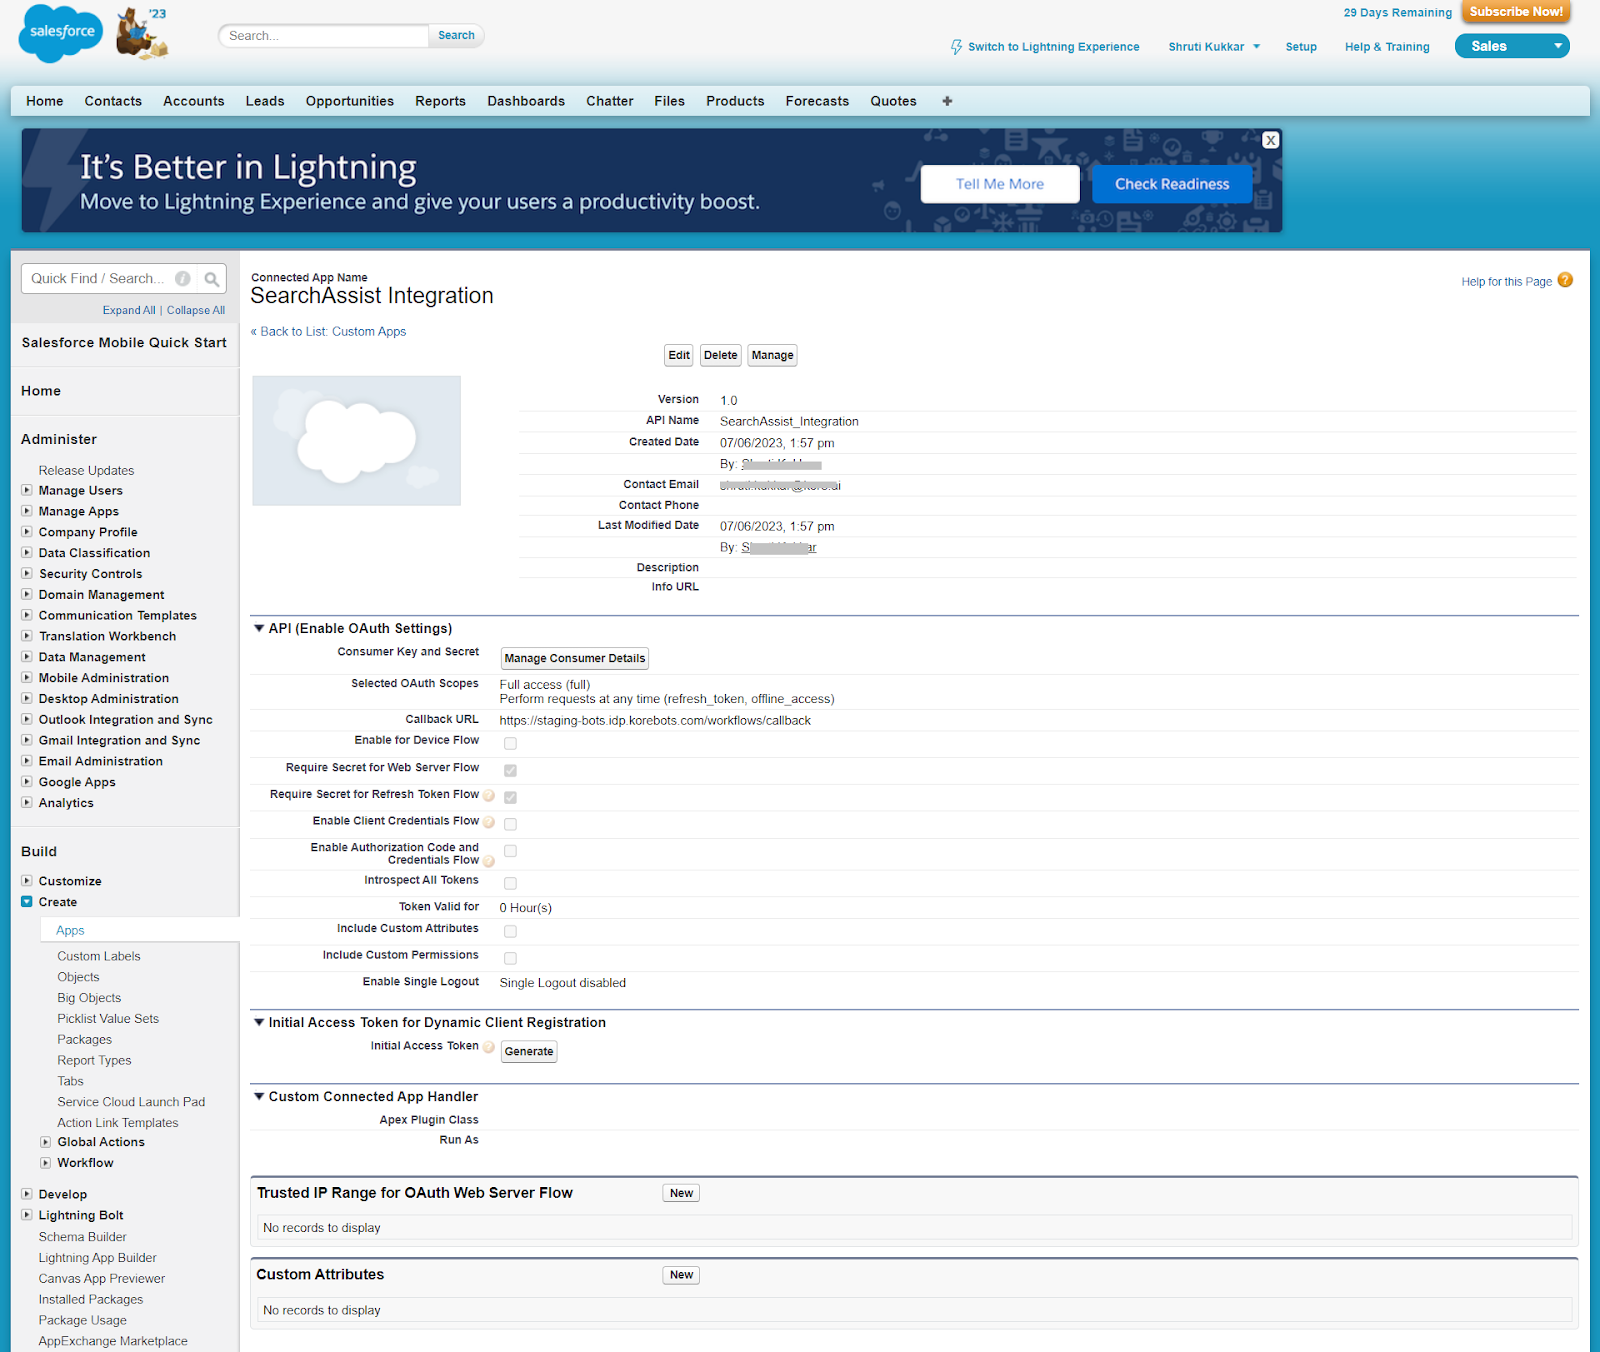 salesforce
'23
Search...
Search
29 Days Remaining
Subscribe Now!
Switch to Lightning Experience
Shruti Kukkar
Setup
Help & Training
Sales
Home Contacts Accounts Leads Opportunities Reports Dashboards Chatter Files Products Forecasts Quotes +
It's Better in Lightning
Move to Lightning Experience and give your users a productivity boost.
Tell Me More
Check Readiness
X
Quick Find / Search...
Expand All | Collapse All
Salesforce Mobile Quick Start
Home
Administer
Release Updates
Manage Users
Manage Apps
Company Profile
Data Classification
Security Controls
Domain Management
Communication Templates
Translation Workbench
Data Management
Mobile Administration
Desktop Administration
Outlook Integration and Sync
Gmail Integration and Sync
Email Administration
Google Apps
Analytics
Build
Customize
Create
Apps
Custom Labels
Objects
Big Objects
Picklist Value Sets
Packages
Report Types
Tabs
Service Cloud Launch Pad
Action Link Templates
Global Actions
Workflow
Develop
Lightning Bolt
Schema Builder
Lightning App Builder
Canvas App Previewer
Installed Packages
Package Usage
AppExchange Marketplace
Connected App Name
SearchAssist Integration
Help for this Page ?
« Back to List: Custom Apps
Edit Delete Manage
Version 1.0
API Name SearchAssist_Integration
Created Date 07/06/2023, 1:57 pm
By:
Contact Email
Contact Phone
Last Modified Date 07/06/2023, 1:57 pm
By:
Description
Info URL
API (Enable OAuth Settings)
Consumer Key and Secret Manage Consumer Details
Selected OAuth Scopes Full access (full)
Perform requests at any time (refresh_token, offline_access)
Callback URL https://staging-bots.idp.korebots.com/workflows/callback
Enable for Device Flow
Require Secret for Web Server Flow
Require Secret for Refresh Token Flow ?
Enable Client Credentials Flow ?
Enable Authorization Code and
Credentials Flow ?
Introspect All Tokens
Token Valid for 0 Hour(s)
Include Custom Attributes
Include Custom Permissions
Enable Single Logout Single Logout disabled
Initial Access Token for Dynamic Client Registration
Initial Access Token ? Generate
Custom Connected App Handler
Apex Plugin Class
Run As
Trusted IP Range for OAuth Web Server Flow New
No records to display
Custom Attributes New
No records to display